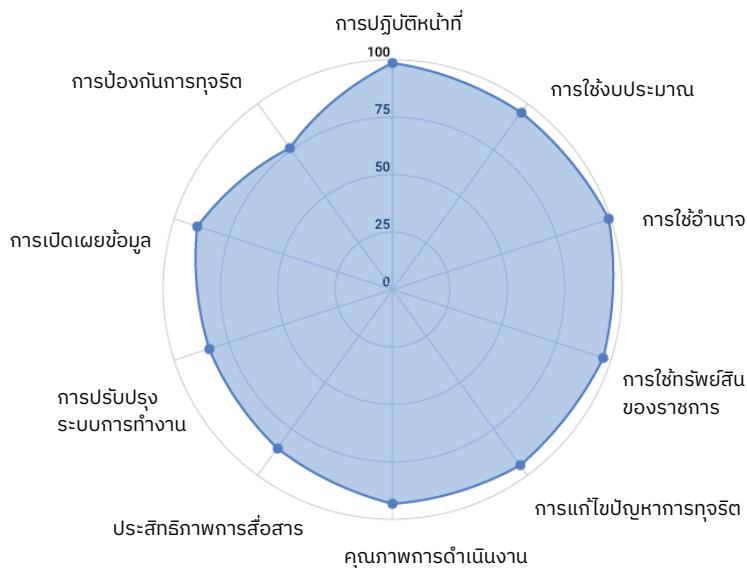 การปฏิบัติหน้าที่
100
การป้องกันการทุจริต
การใช้งบประมาณ
75
50
การใช้อำนาจ
การเปิดเผยข้อมูล
25
0
การใช้ทรัพย์สิน
ของราชการ
การปรับปรุง
ระบบการทำงาน
การแก้ไขปัญหาการทุจริต
ประสิทธิภาพการสื่อสาร
คุณภาพการดำเนินงาน